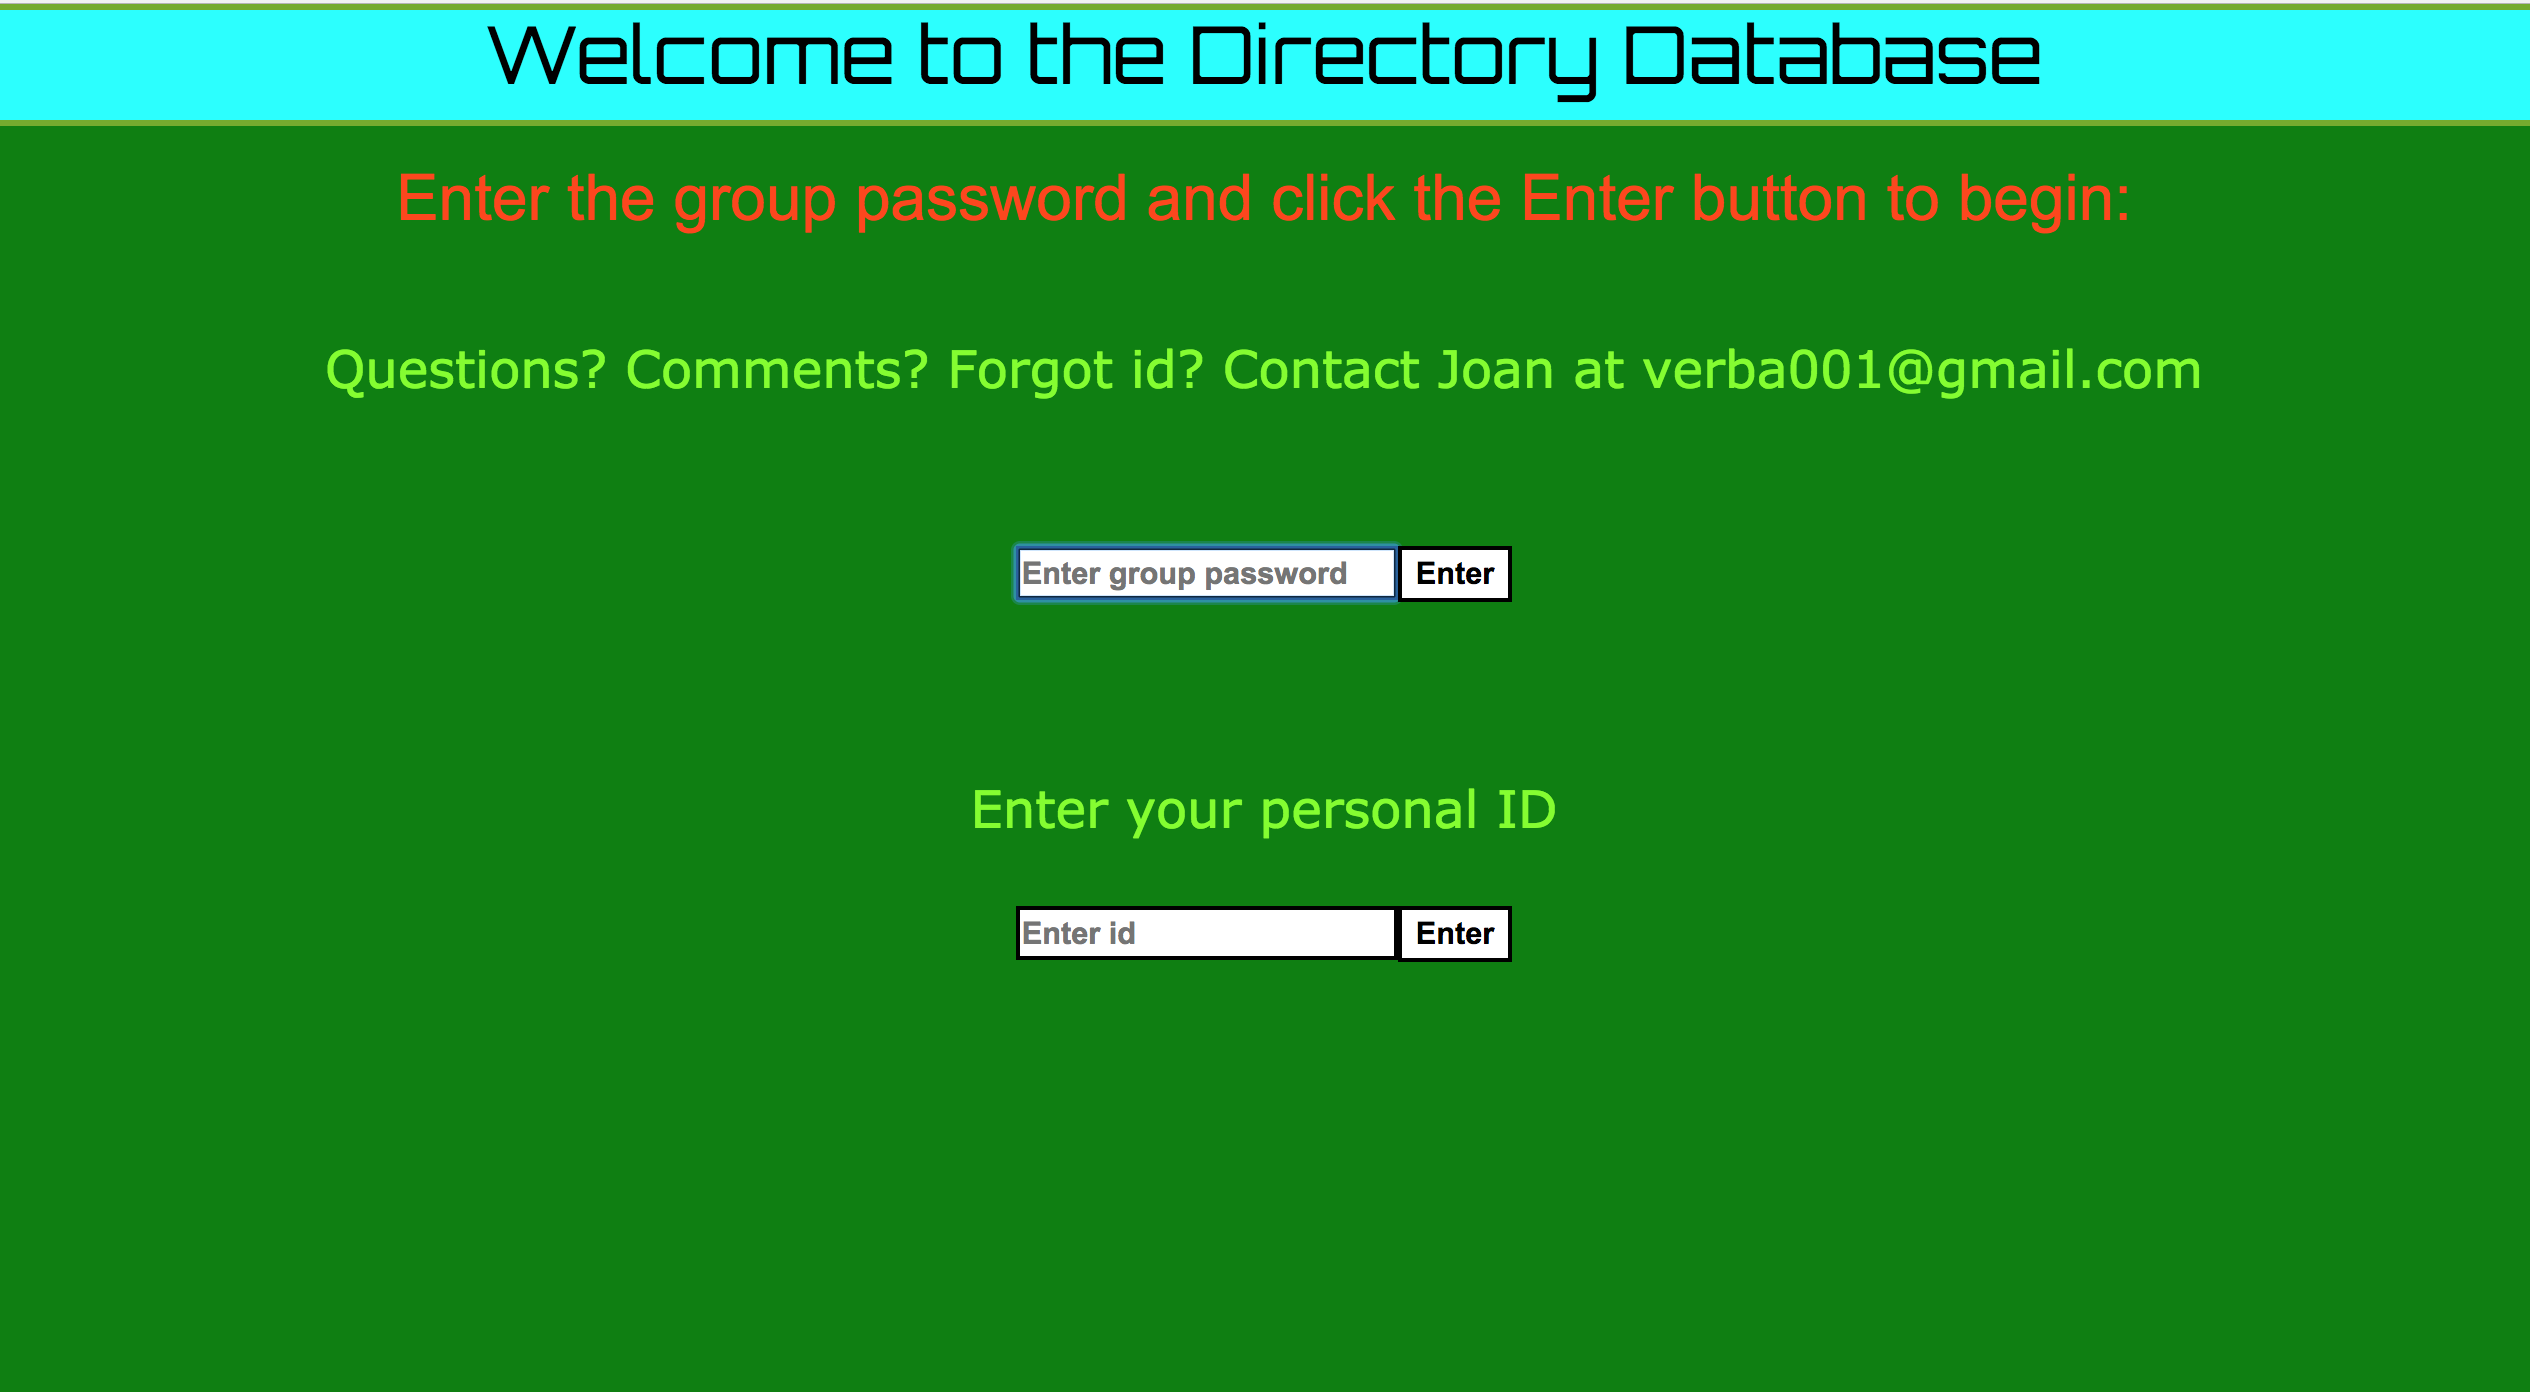 Welcome to the Directory Database
Enter the group password and click the Enter button to begin:
Questions? Comments? Forgot id? Contact Joan at verba001@gmail.com
Enter group password Enter
Enter your personal ID
Enter id Enter